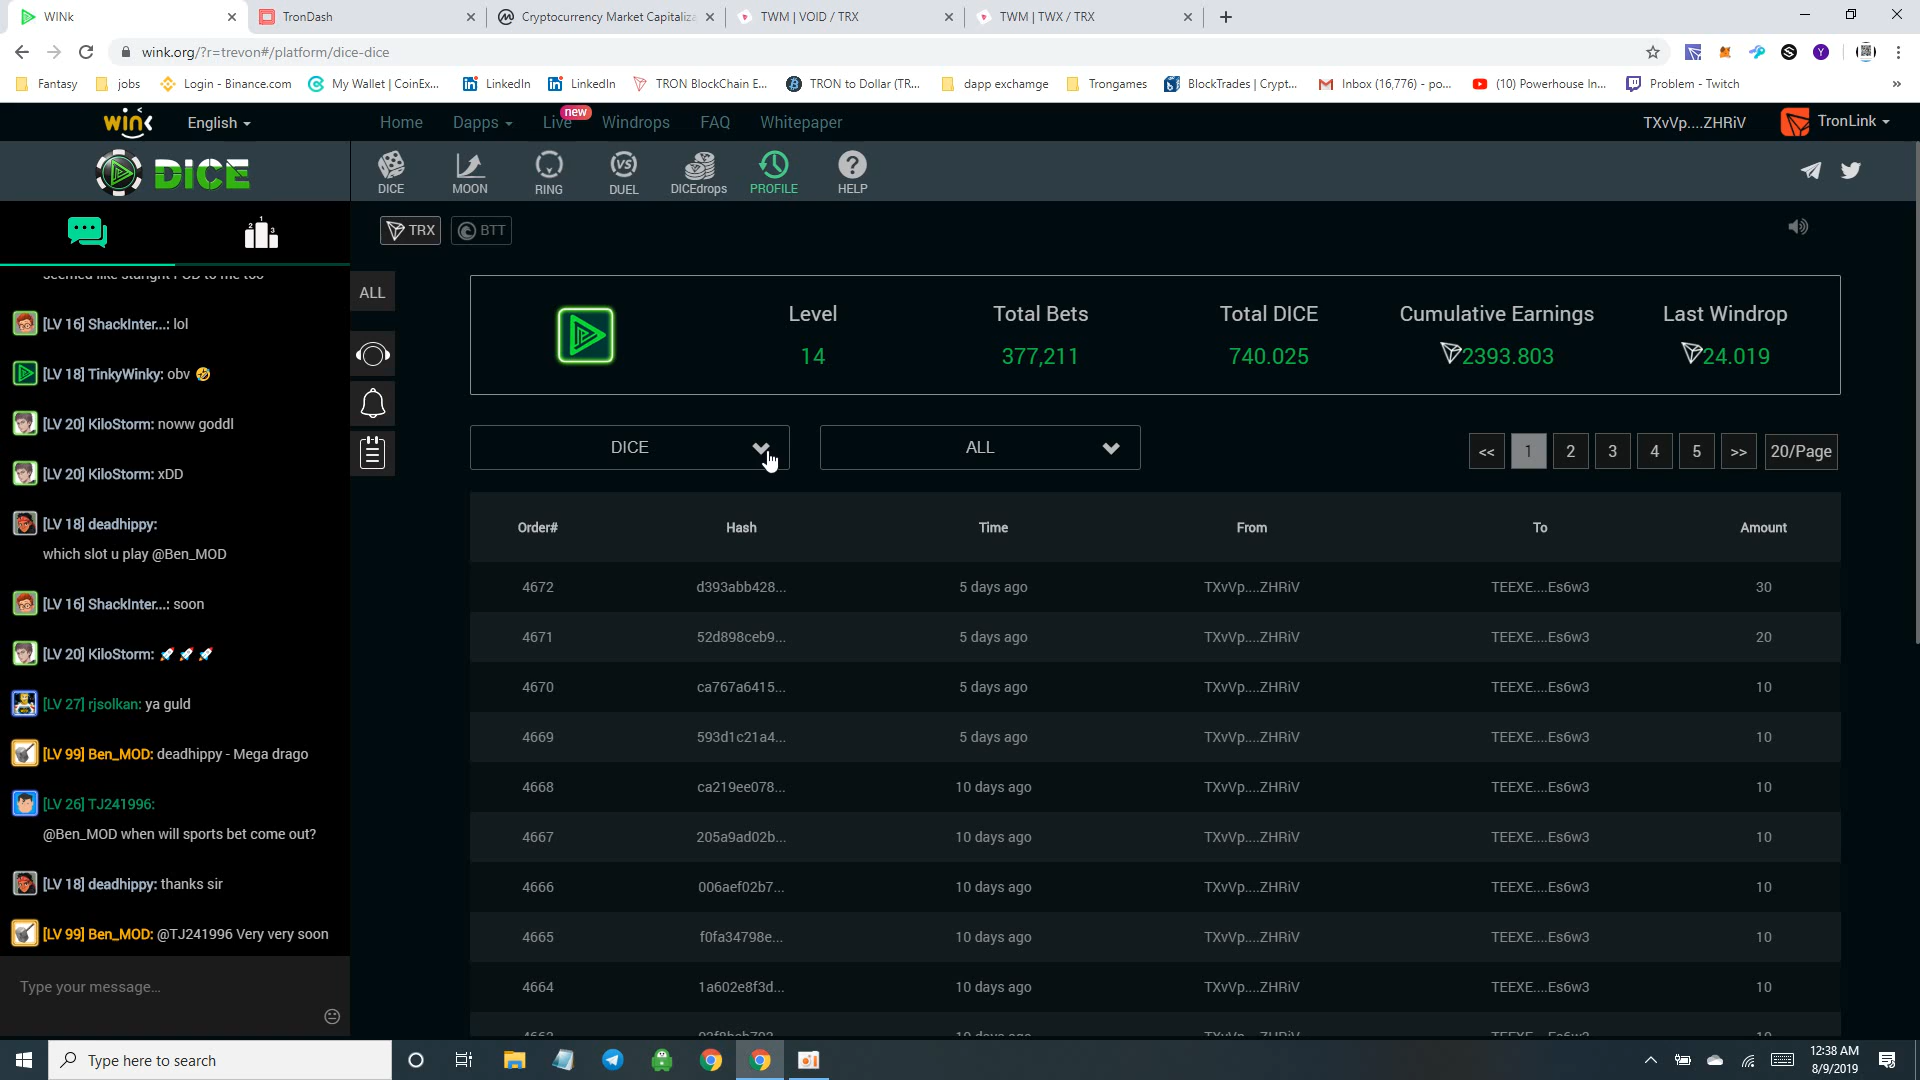 WINk
TronDash
Cryptocurrency Market Capitaliza
TWM | VOID / TRX
TWM | TWX / TRX
wink.org/?r=trevon#/platform/dice-dice
Fantasy
jobs
Login - Binance.com
My Wallet | CoinEx...
LinkedIn
LinkedIn
TRON BlockChain E...
TRON to Dollar (TR...
dapp exchamge
Trongames
BlockTrades | Crypt...
Inbox (16,776) - po...
(10) Powerhouse In...
Problem - Twitch
wink
English
Home
Dapps
Live
new
Windrops
FAQ
Whitepaper
TXvVp....ZHRiV
TronLink
DICE
DICE
MOON
RING
VS
DUEL
DICEdrops
PROFILE
HELP
TRX
BTT
ALL
Level
Total Bets
Total DICE
Cumulative Earnings
Last Windrop
14
377,211
740.025
2393.803
24.019
DICE
ALL
<<
1
2
3
4
5
>>
20/Page
Order#
Hash
Time
From
To
Amount
4672 d393abb428... 5 days ago TXvVp....ZHRiV TEEXE....Es6w3 30
4671 52d898ceb9... 5 days ago TXvVp....ZHRiV TEEXE....Es6w3 20
4670 ca767a6415... 5 days ago TXvVp....ZHRiV TEEXE....Es6w3 10
4669 593d1c21a4... 5 days ago TXvVp....ZHRiV TEEXE....Es6w3 10
4668 ca219ee078... 10 days ago TXvVp....ZHRiV TEEXE....Es6w3 10
4667 205a9ad02b... 10 days ago TXvVp....ZHRiV TEEXE....Es6w3 10
4666 006aef02b7... 10 days ago TXvVp....ZHRiV TEEXE....Es6w3 10
4665 f0fa34798e... 10 days ago TXvVp....ZHRiV TEEXE....Es6w3 10
4664 1a602e8f3d... 10 days ago TXvVp....ZHRiV TEEXE....Es6w3 10
[LV 16] ShackInter...: lol
[LV 18] TinkyWinky: obv 🤣
[LV 20] KiloStorm: noww goddl
[LV 20] KiloStorm: xDD
[LV 18] deadhippy:
which slot u play @Ben_MOD
[LV 16] ShackInter...: soon
[LV 20] KiloStorm: 🚀 🚀 🚀
[LV 27] rjsolkan: ya guld
[LV 99] Ben_MOD: deadhippy - Mega drago
[LV 26] TJ241996:
@Ben_MOD when will sports bet come out?
[LV 18] deadhippy: thanks sir
[LV 99] Ben_MOD: @TJ241996 Very very soon
Type your message...
Type here to search
12:38 AM
8/9/2019